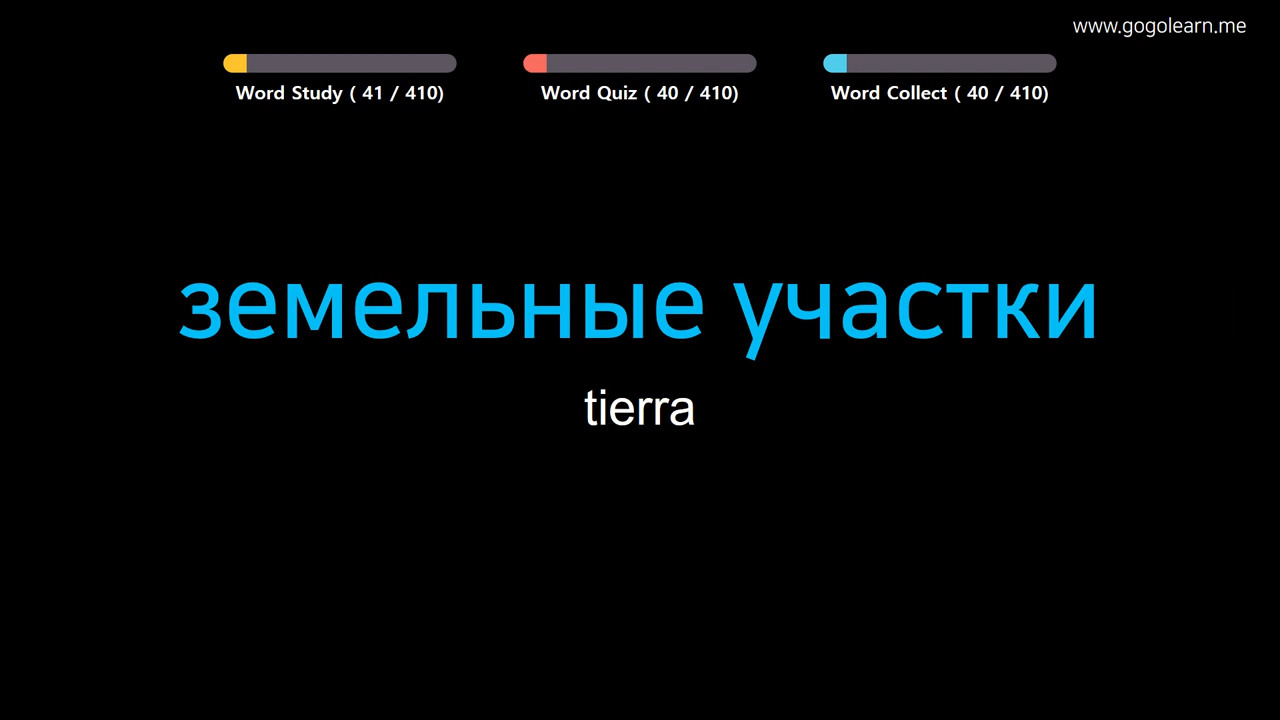 www.gogolearn.me
Word Study ( 41 / 410)
Word Quiz ( 40 / 410)
Word Collect ( 40 / 410)
земельные участки
tierra